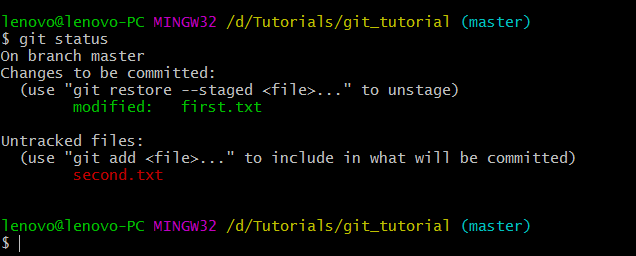 lenovo@lenovo-PC MINGW32 /d/Tutorials/git_tutorial (master)
$ git status
On branch master
Changes to be committed:
  (use "git restore --staged <file>..." to unstage)
        modified:   first.txt

Untracked files:
  (use "git add <file>..." to include in what will be committed)
        second.txt

lenovo@lenovo-PC MINGW32 /d/Tutorials/git_tutorial (master)
$